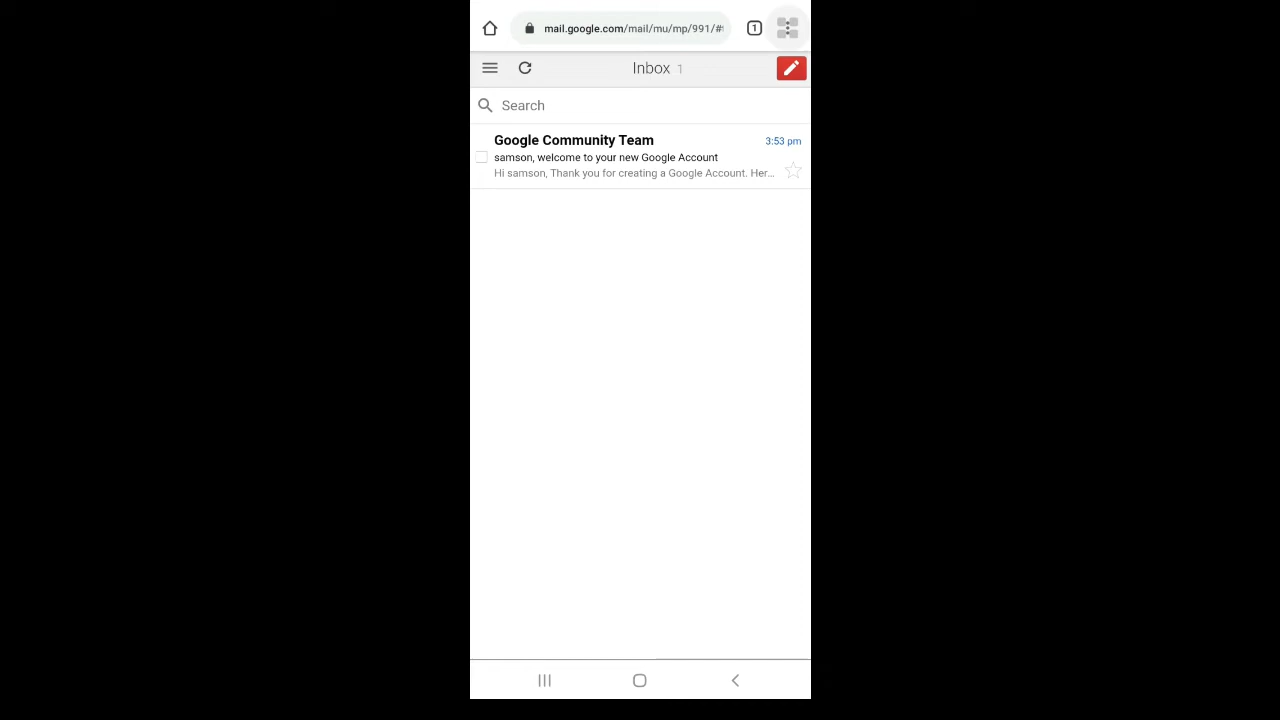 mail.google.com/mail/mu/mp/991/#
1
Inbox 1
Search
Google Community Team 3:53 pm
samson, welcome to your new Google Account
Hi samson, Thank you for creating a Google Account. Her...